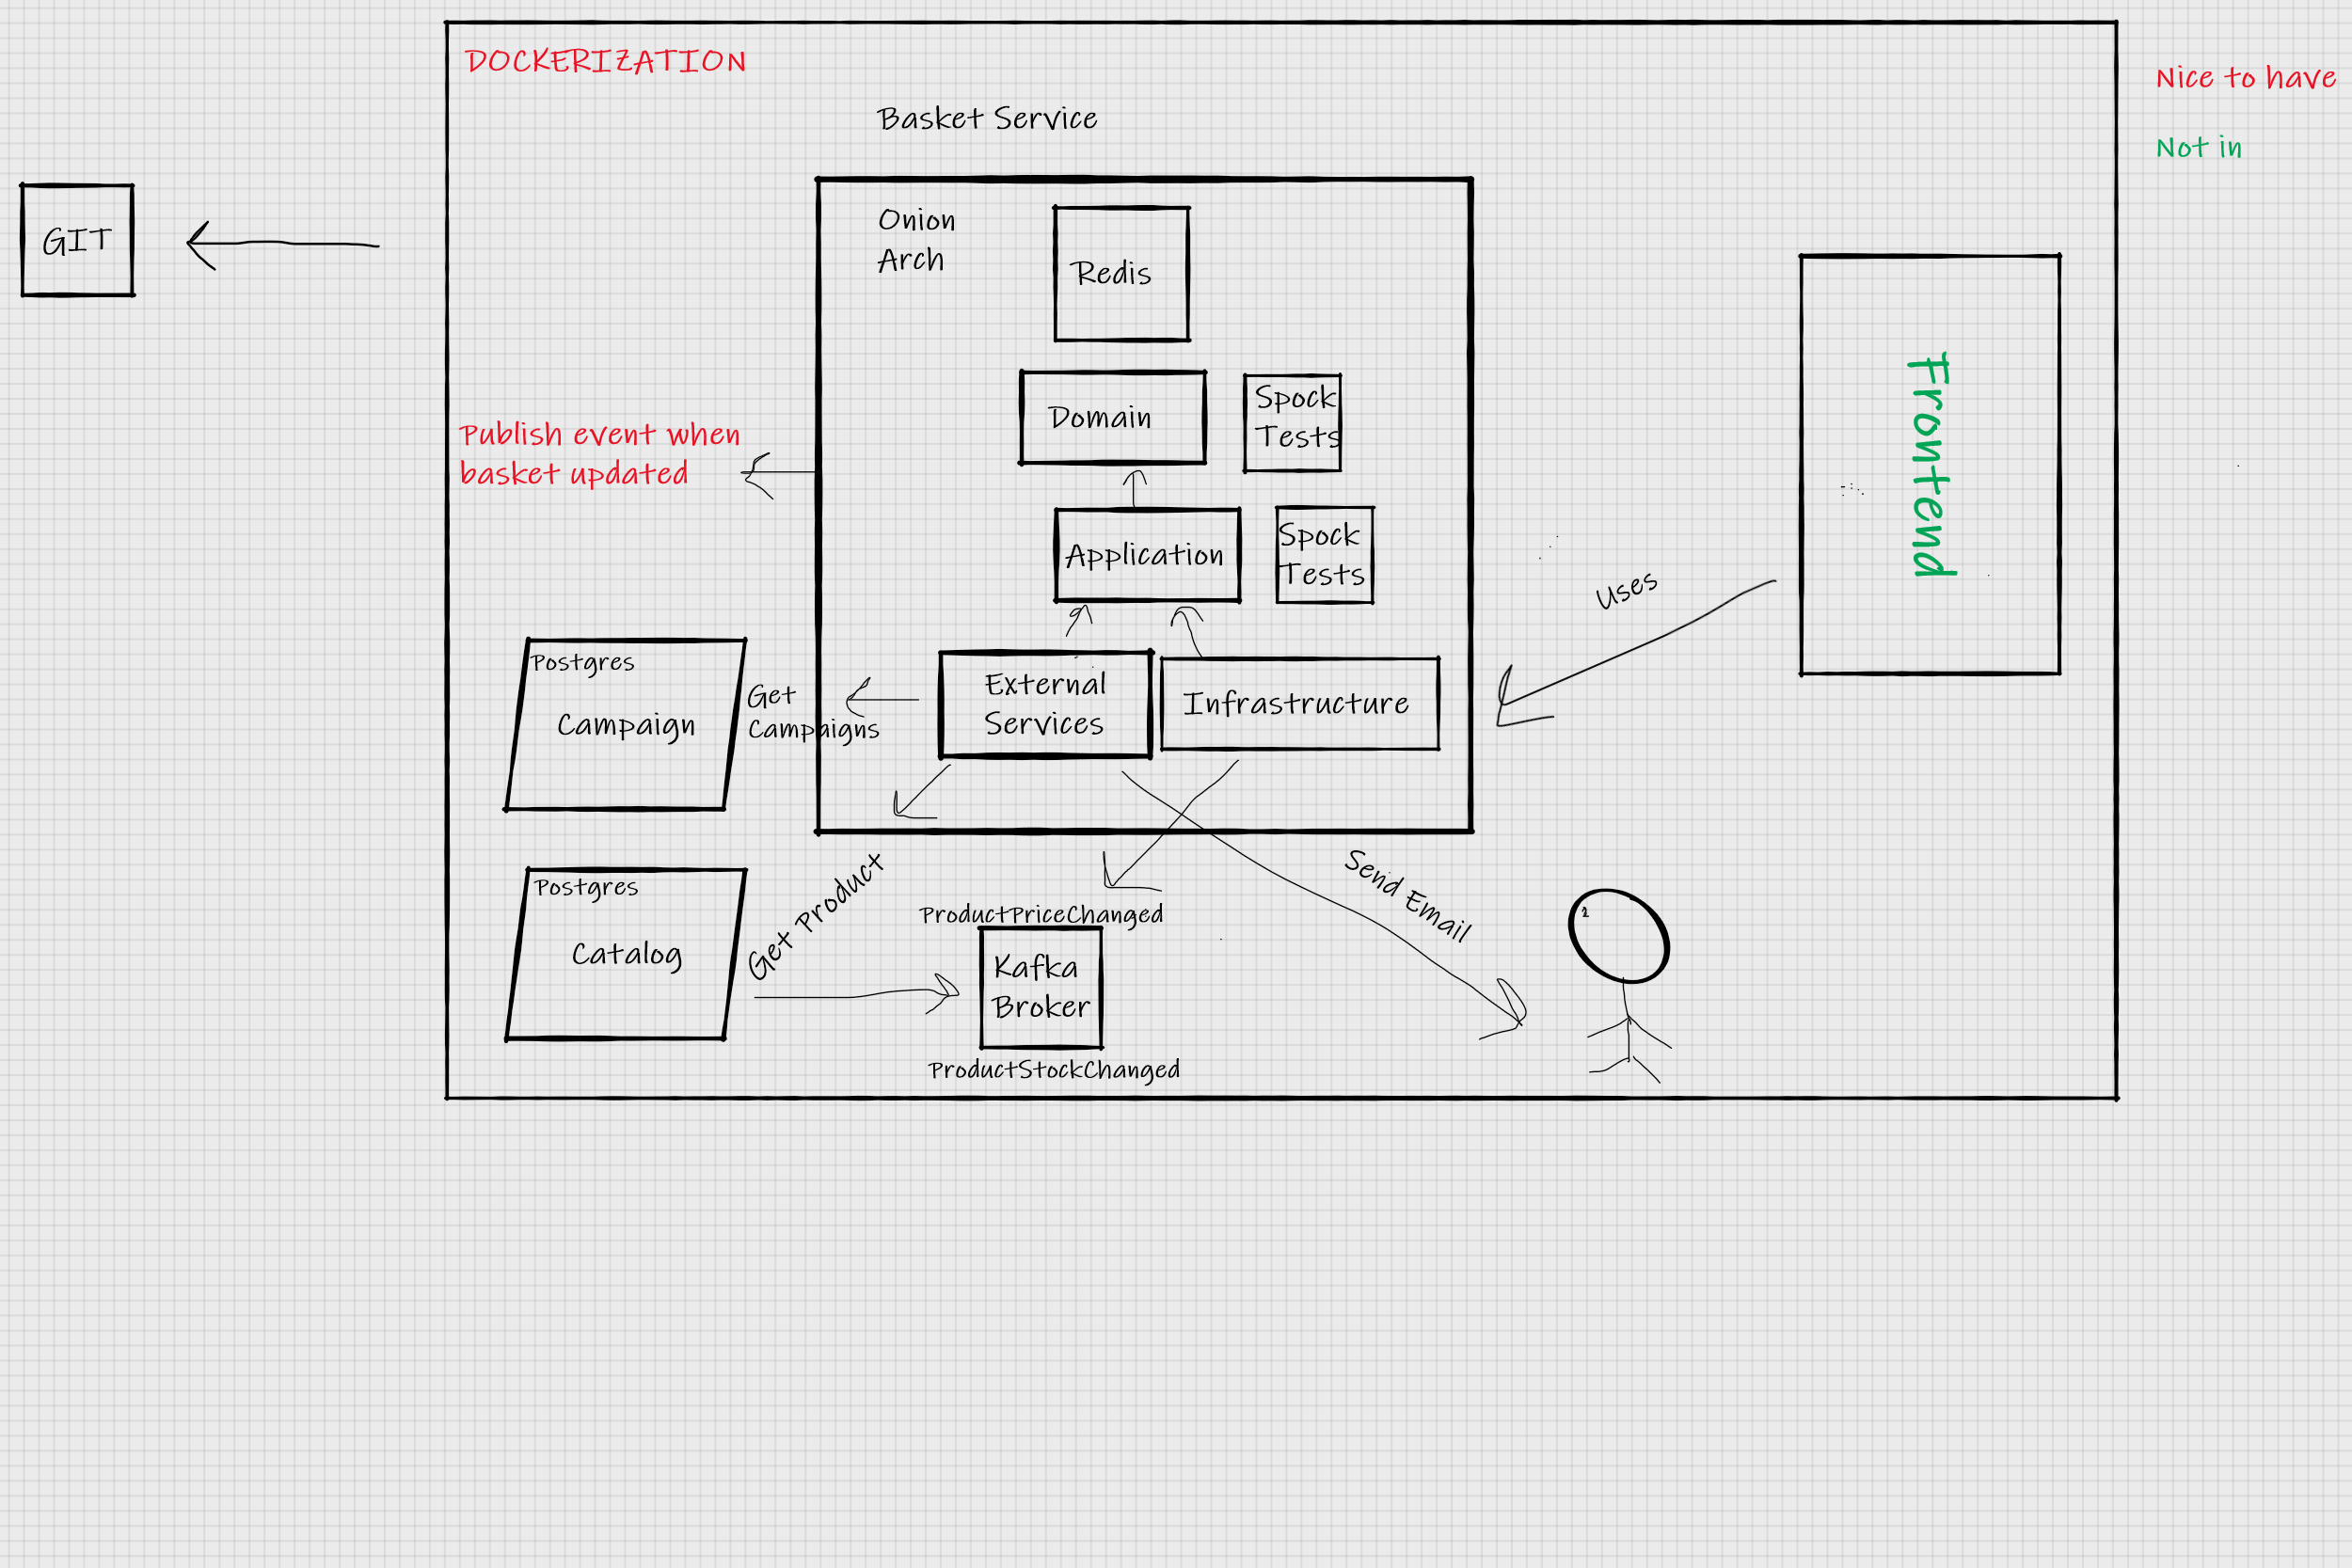 DOCKERIZATION
Nice to have
Basket Service
Not in
GIT
Onion
Arch
Redis
Domain
Spock
Tests
Publish event when
basket updated
Frontend
Application
Spock
Tests
Uses
Postgres
Campaign
Get
Campaigns
External
Services
Infrastructure
Postgres
Catalog
Get Product
Send Email
ProductPriceChanged
Kafka
Broker
ProductStockChanged